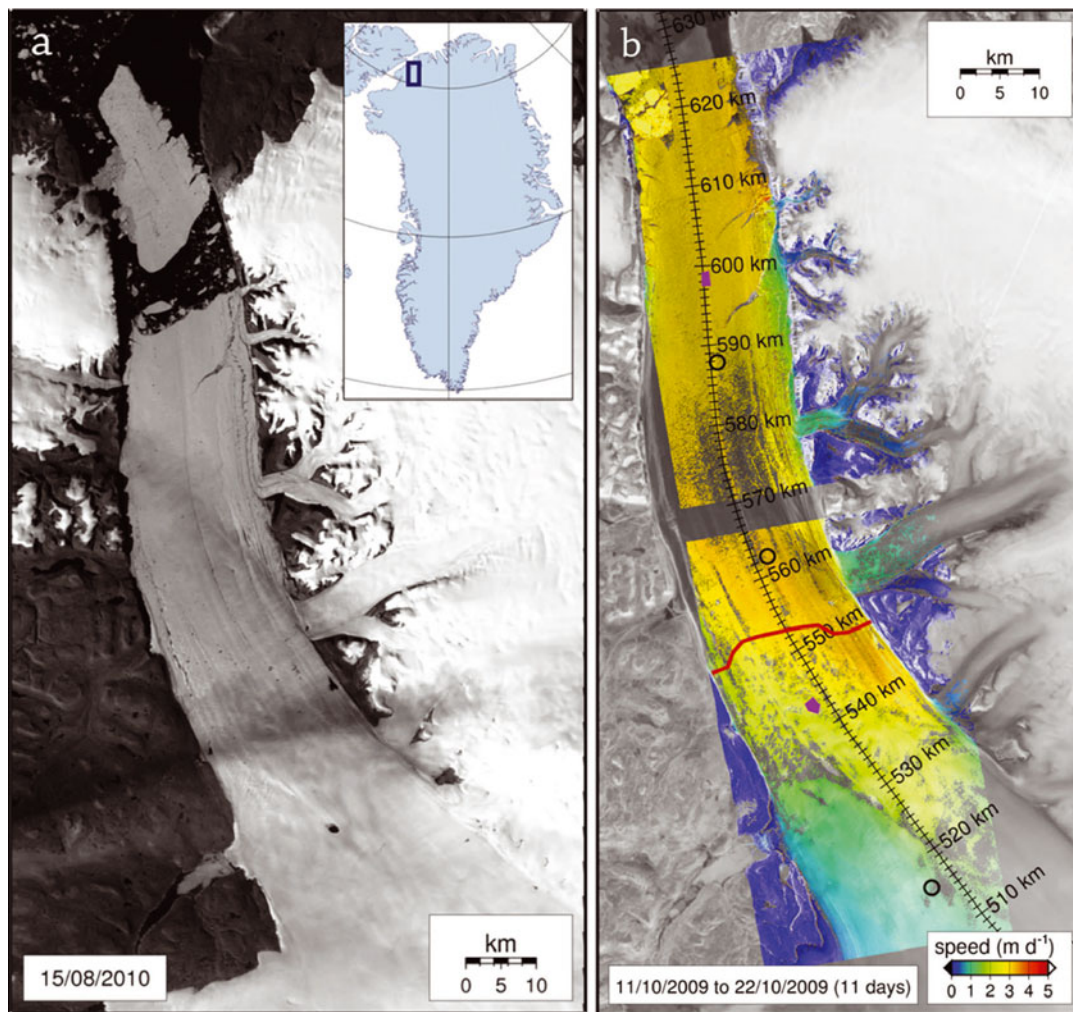 a
km
0 5 10
15/08/2010
b
km
0 5 10
630 km
620 km
610 km
600 km
590 km
580 km
570 km
560 km
550 km
540 km
530 km
520 km
510 km
speed (m d⁻¹)
0 1 2 3 4 5
11/10/2009 to 22/10/2009 (11 days)